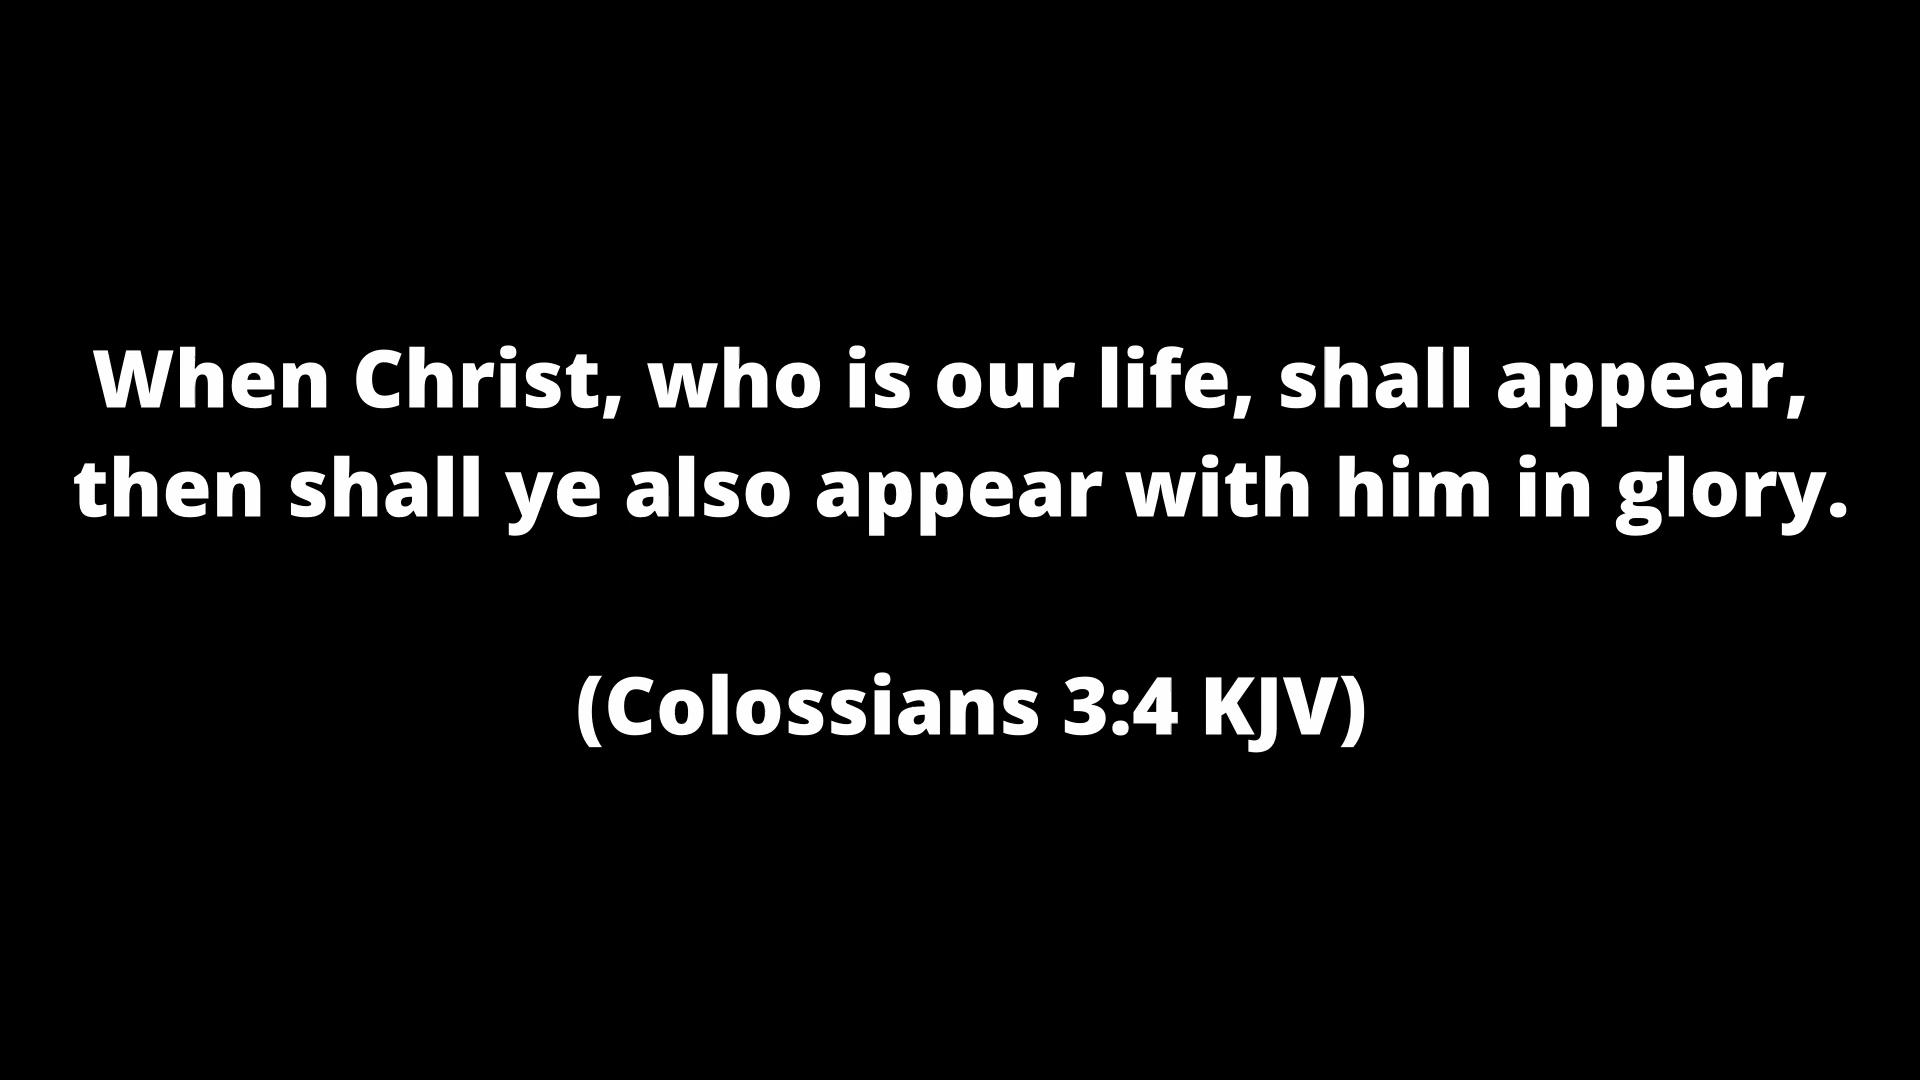 When Christ, who is our life, shall appear,
then shall ye also appear with him in glory.
(Colossians 3:4 KJV)